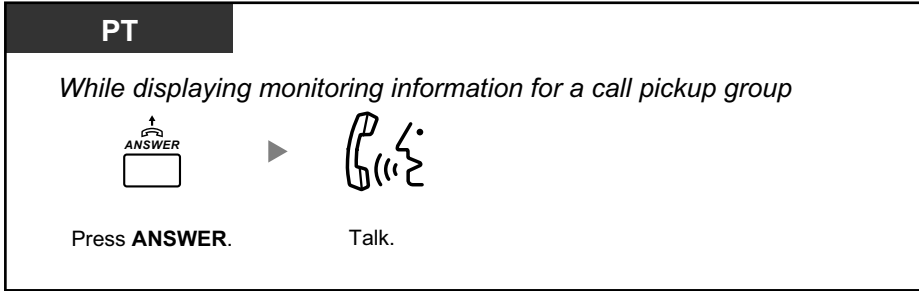 PT
While displaying monitoring information for a call pickup group
ANSWER
Press ANSWER.
Talk.